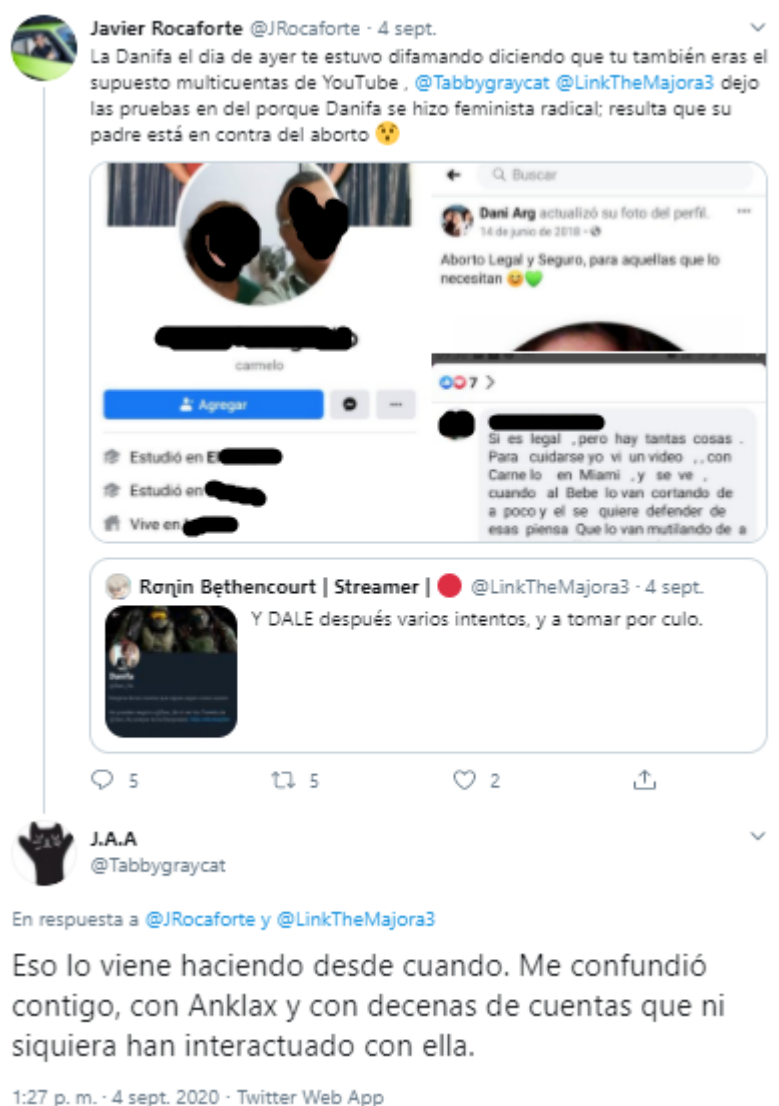 Javier Rocaforte @JRocaforte · 4 sept.
La Danifa el dia de ayer te estuvo difamando diciendo que tu también eras el
supuesto multicuentas de YouTube , @Tabbygraycat @LinkTheMajora3 dejo
las pruebas en del porque Danifa se hizo feminista radical; resulta que su
padre está en contra del aborto 😲
carmelo
Agregar
Estudió en El
Estudió en
Vive en
Buscar
Dani Arg actualizó su foto del perfil.
14 de junio de 2018 ·
Aborto Legal y Seguro, para aquellas que lo
necesitan 😊💚
7 >
Si es legal ,pero hay tantas cosas .
Para cuidarse yo vi un video ,,con
Carnelo en Miami ,y se ve ,
cuando al Bebe lo van cortando de
a poco y el se quiere defender de
esas piensa Que lo van mutilando de a
Ronin Bethencourt | Streamer | 🔴 @LinkTheMajora3 · 4 sept.
Y DALE después varios intentos, y a tomar por culo.
Danifa
5 5 2
J.A.A
@Tabbygraycat
En respuesta a @JRocaforte y @LinkTheMajora3
Eso lo viene haciendo desde cuando. Me confundió
contigo, con Anklax y con decenas de cuentas que ni
siquiera han interactuado con ella.
1:27 p. m. · 4 sept. 2020 · Twitter Web App